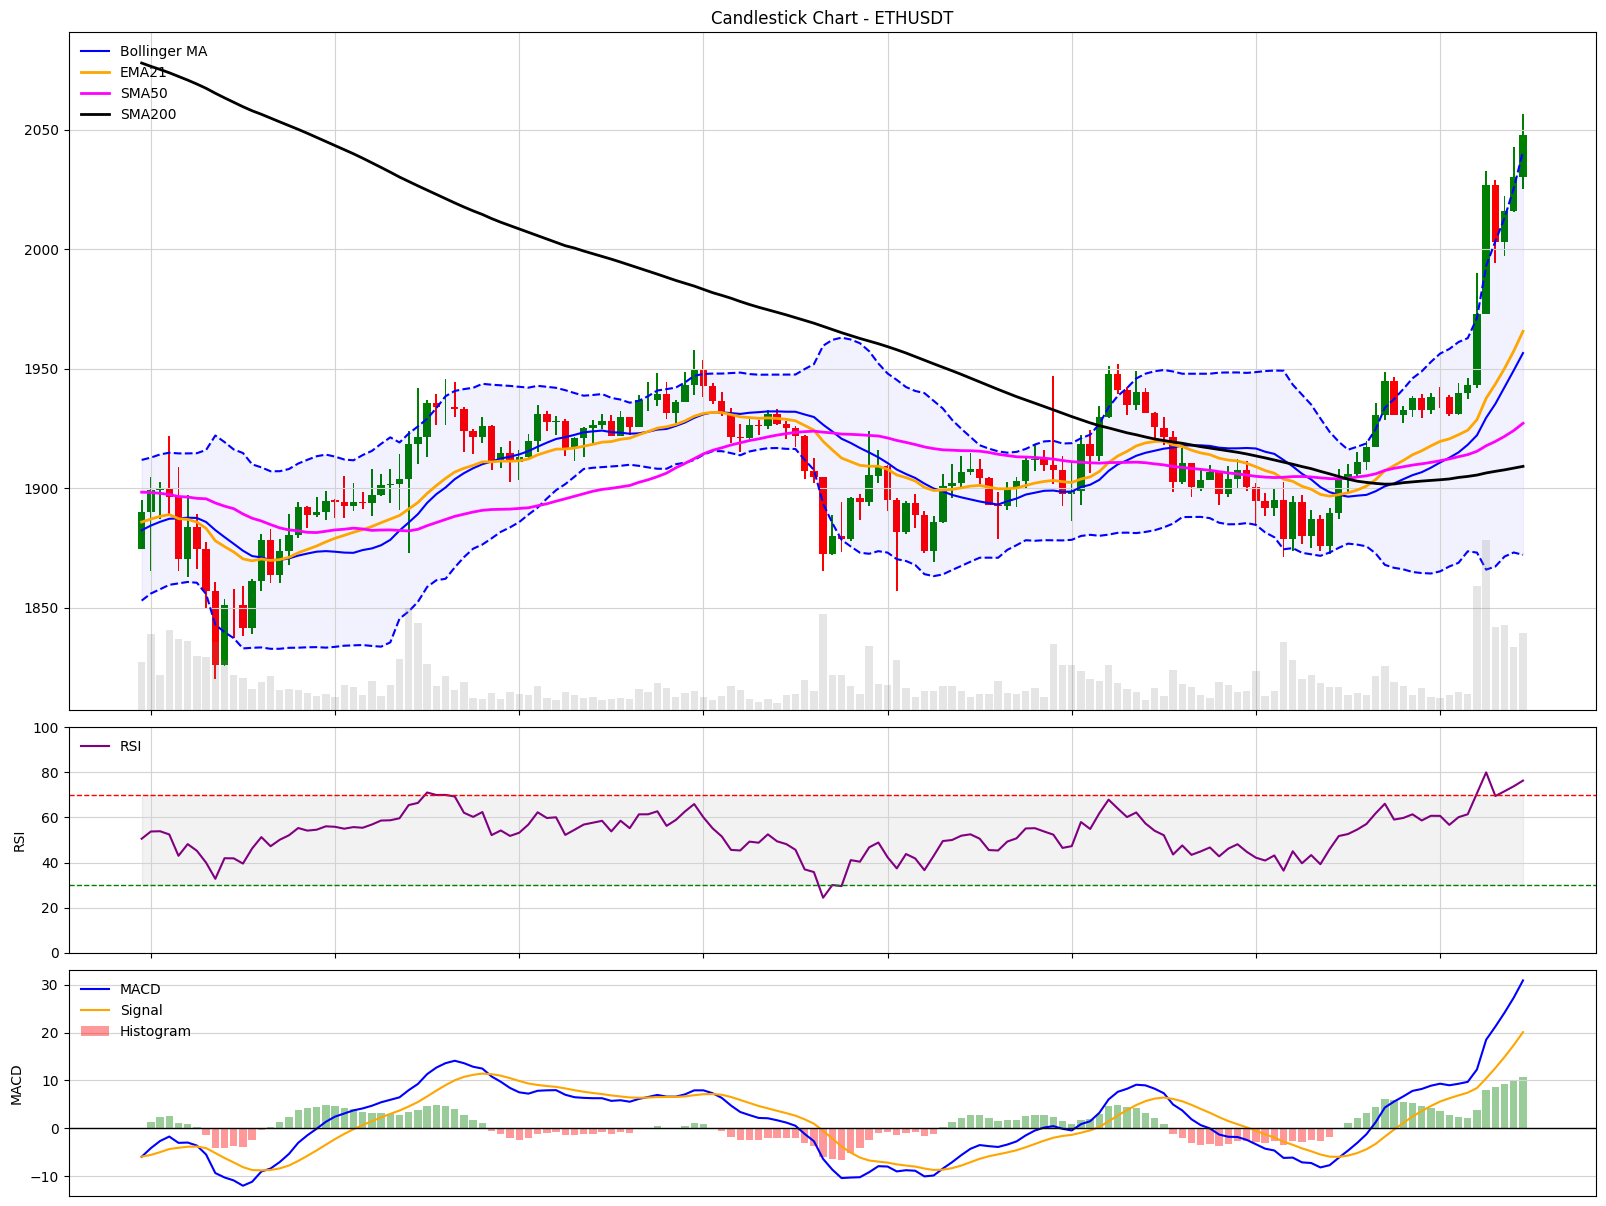 Candlestick Chart - ETHUSDT
Bollinger MA
EMA21
SMA50
SMA200
2050
2000
1950
1900
1850
RSI
100
80
60
40
20
0
RSI
MACD
Signal
Histogram
30
20
10
0
−10
MACD